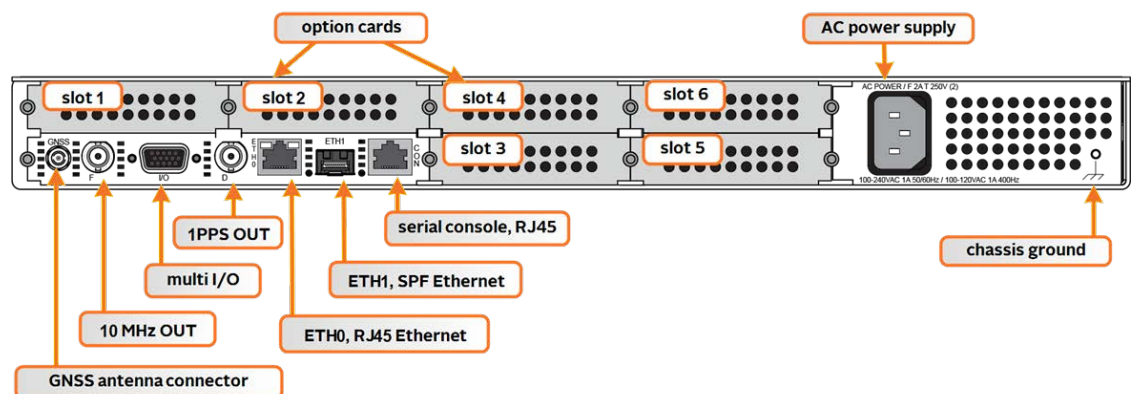 option cards
AC power supply
slot 1
slot 2
slot 4
slot 6
AC POWER / F 2A T 250V (2)
GNSS
ETH0
ETH1
CON
slot 3
slot 5
F
I/O
D
100-240VAC 1A 50/60Hz / 100-120VAC 1A 400Hz
1PPS OUT
serial console, RJ45
chassis ground
multi I/O
ETH1, SPF Ethernet
10 MHz OUT
ETH0, RJ45 Ethernet
GNSS antenna connector